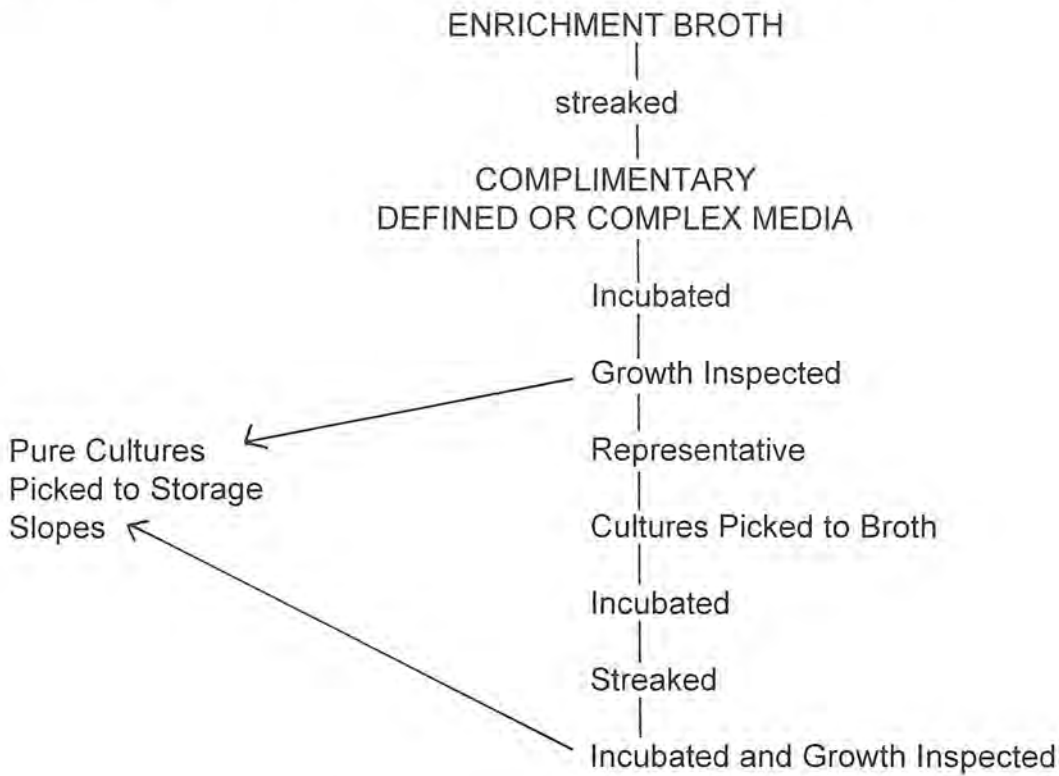 ENRICHMENT BROTH
streaked
COMPLIMENTARY
DEFINED OR COMPLEX MEDIA
Incubated
Growth Inspected
Pure Cultures
Picked to Storage
Slopes
Representative
Cultures Picked to Broth
Incubated
Streaked
Incubated and Growth Inspected